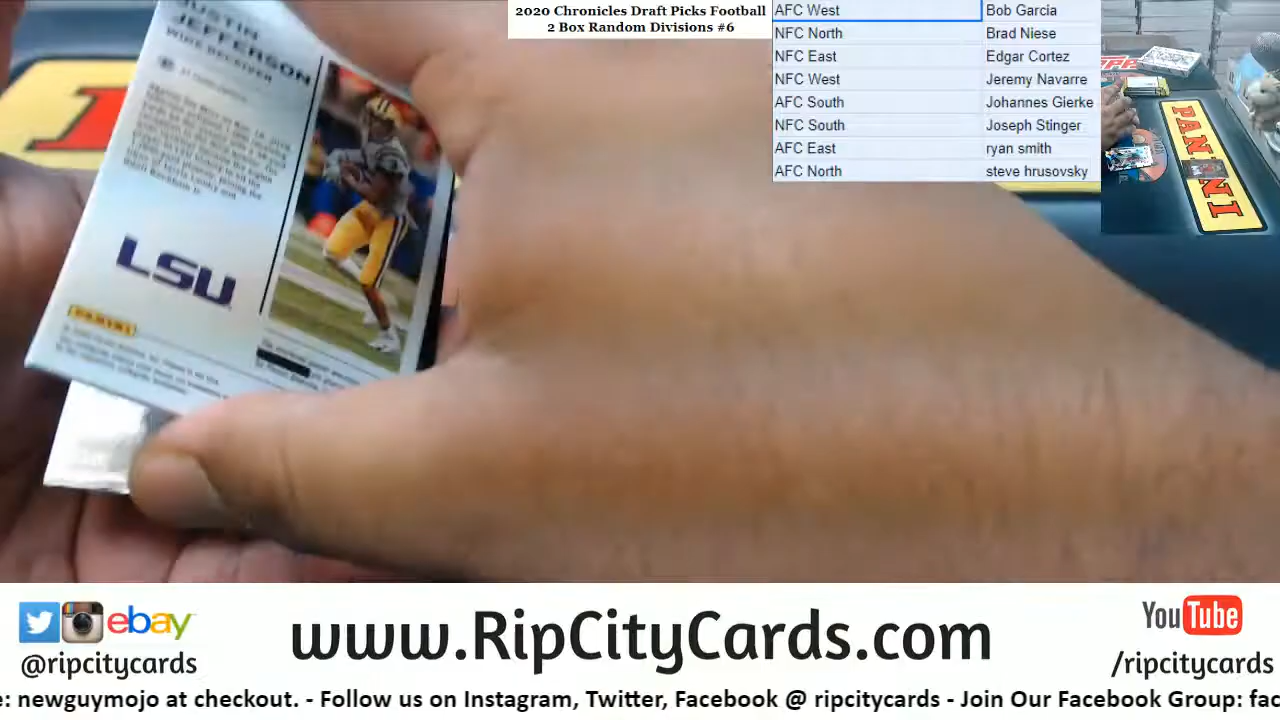 2020 Chronicles Draft Picks Football
2 Box Random Divisions #6
AFC West Bob Garcia
NFC North Brad Niese
NFC East Edgar Cortez
NFC West Jeremy Navarre
AFC South Johannes Gierke
NFC South Joseph Stinger
AFC East ryan smith
AFC North steve hrusovsky
JUSTIN
JEFFERSON
WIDE RECEIVER
LSU
PANINI
PANINI
ebay
@ripcitycards
www.RipCityCards.com
YouTube
/ripcitycards
e: newguymojo at checkout. - Follow us on Instagram, Twitter, Facebook @ ripcitycards - Join Our Facebook Group: fac